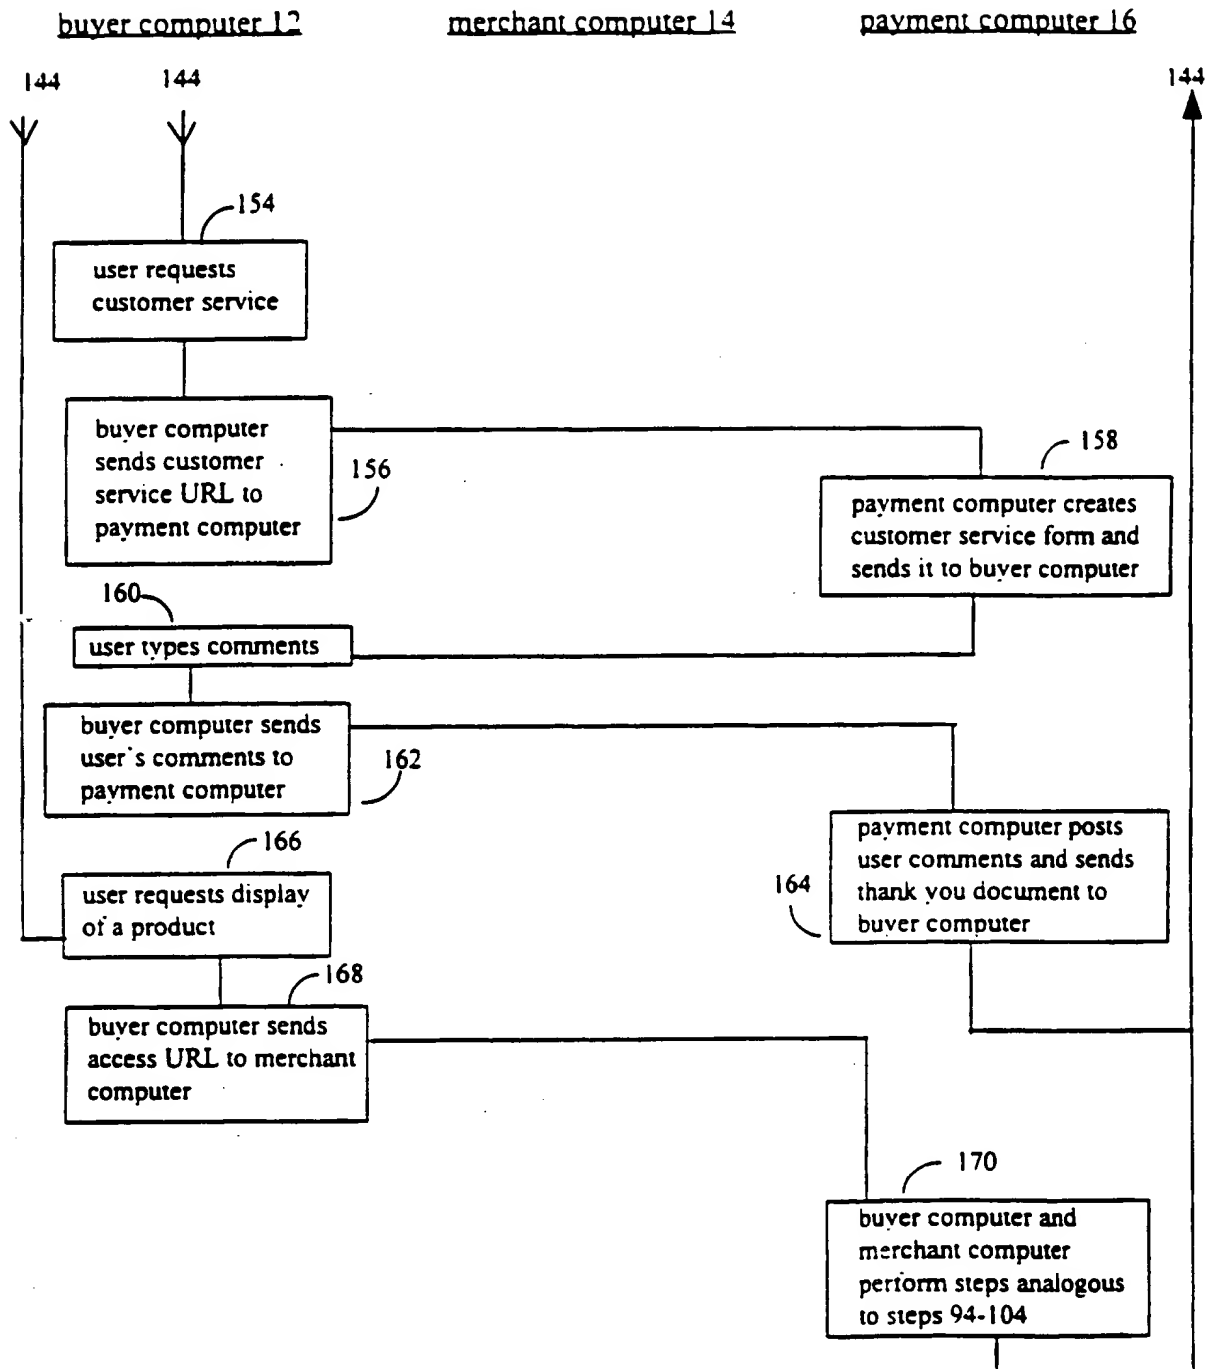 buyer computer 12
merchant computer 14
payment computer 16
144
144
144
154
user requests
customer service
buyer computer
sends customer
service URL to
payment computer
156
158
payment computer creates
customer service form and
sends it to buyer computer
160
user types comments
buyer computer sends
user's comments to
payment computer
162
payment computer posts
user comments and sends
thank you document to
buyer computer
164
166
user requests display
of a product
168
buyer computer sends
access URL to merchant
computer
170
buyer computer and
merchant computer
perform steps analogous
to steps 94-104